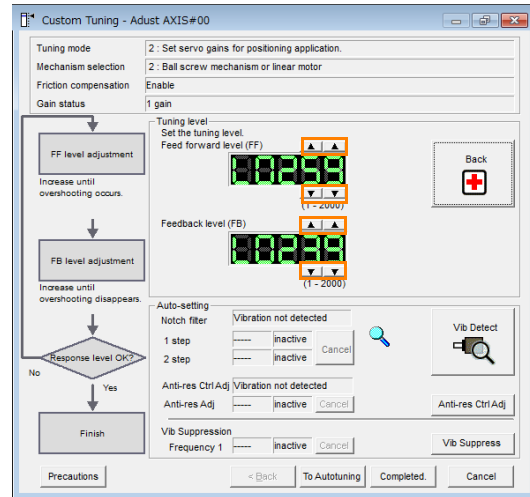 Custom Tuning - Adust AXIS#00
Tuning mode
2 : Set servo gains for positioning application.
Mechanism selection
2 : Ball screw mechanism or linear motor
Friction compensation
Enable
Gain status
1 gain
FF level adjustment
Increase until
overshooting occurs.
FB level adjustment
Increase until
overshooting disappears.
Response level OK?
No
Yes
Finish
Tuning level
Set the tuning level.
Feed forward level (FF)
(1 - 2000)
Feedback level (FB)
(1 - 2000)
Back
Auto-setting
Notch filter
Vibration not detected
1 step
-----
inactive
2 step
-----
inactive
Cancel
Vib Detect
Anti-res Ctrl Adj
Vibration not detected
Anti-res Adj
-----
inactive
Cancel
Anti-res Ctrl Adj
Vib Suppression
Frequency 1
-----
inactive
Cancel
Vib Suppress
Precautions
< Back
To Autotuning
Completed.
Cancel